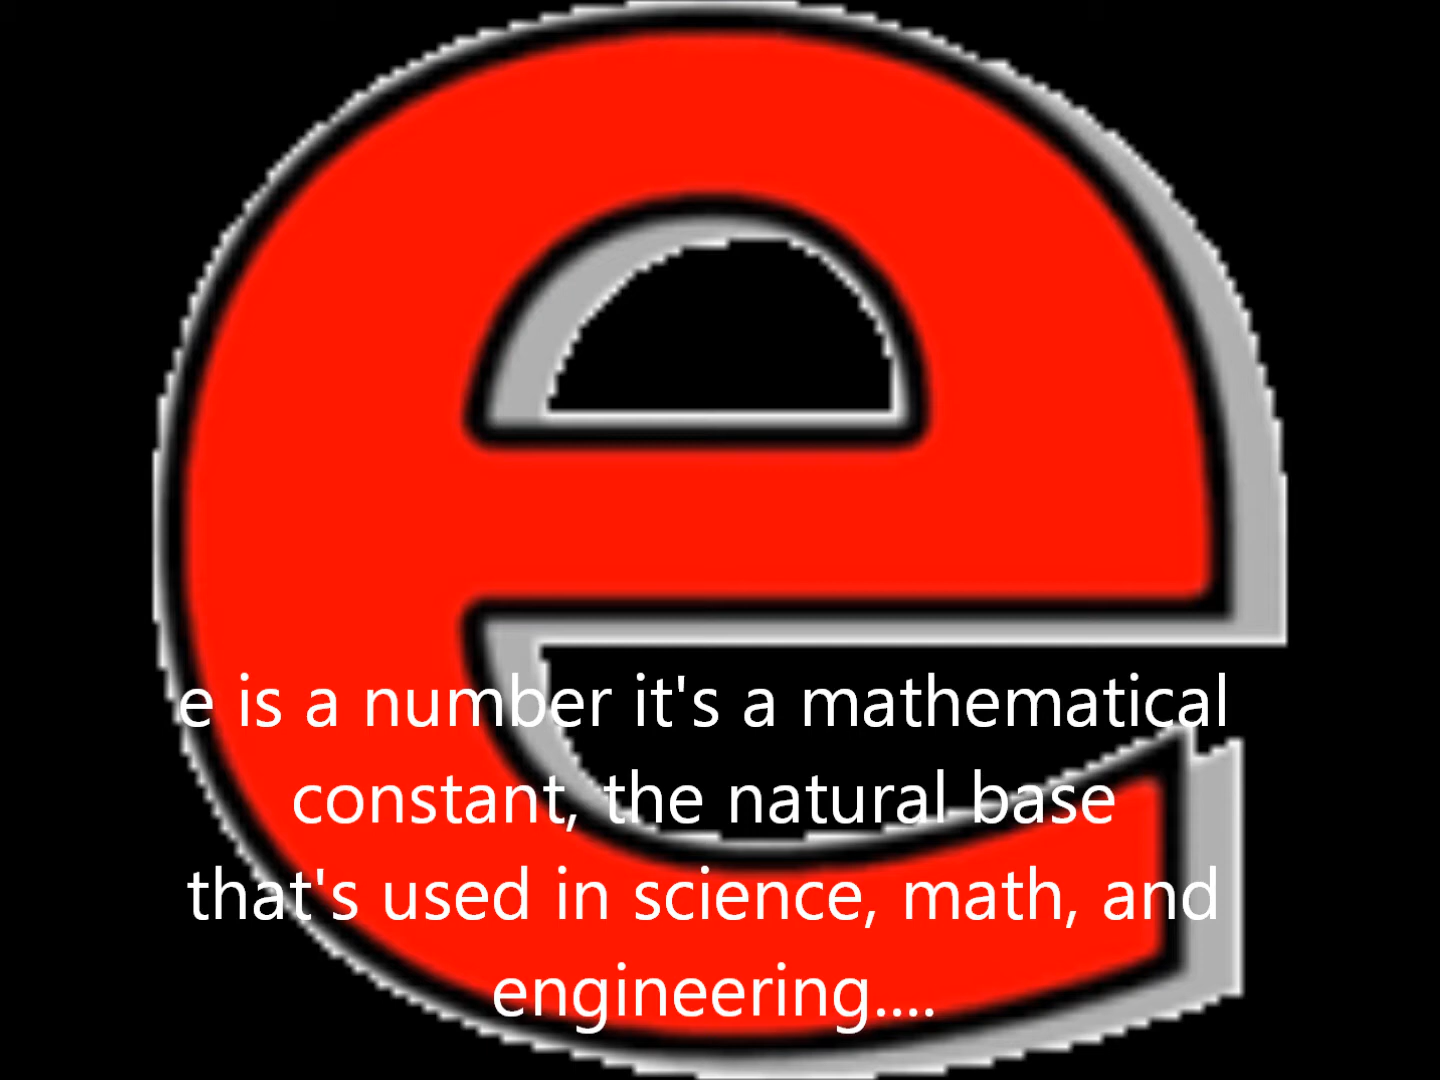 e
e is a number it's a mathematical
constant, the natural base
that's used in science, math, and
engineering....